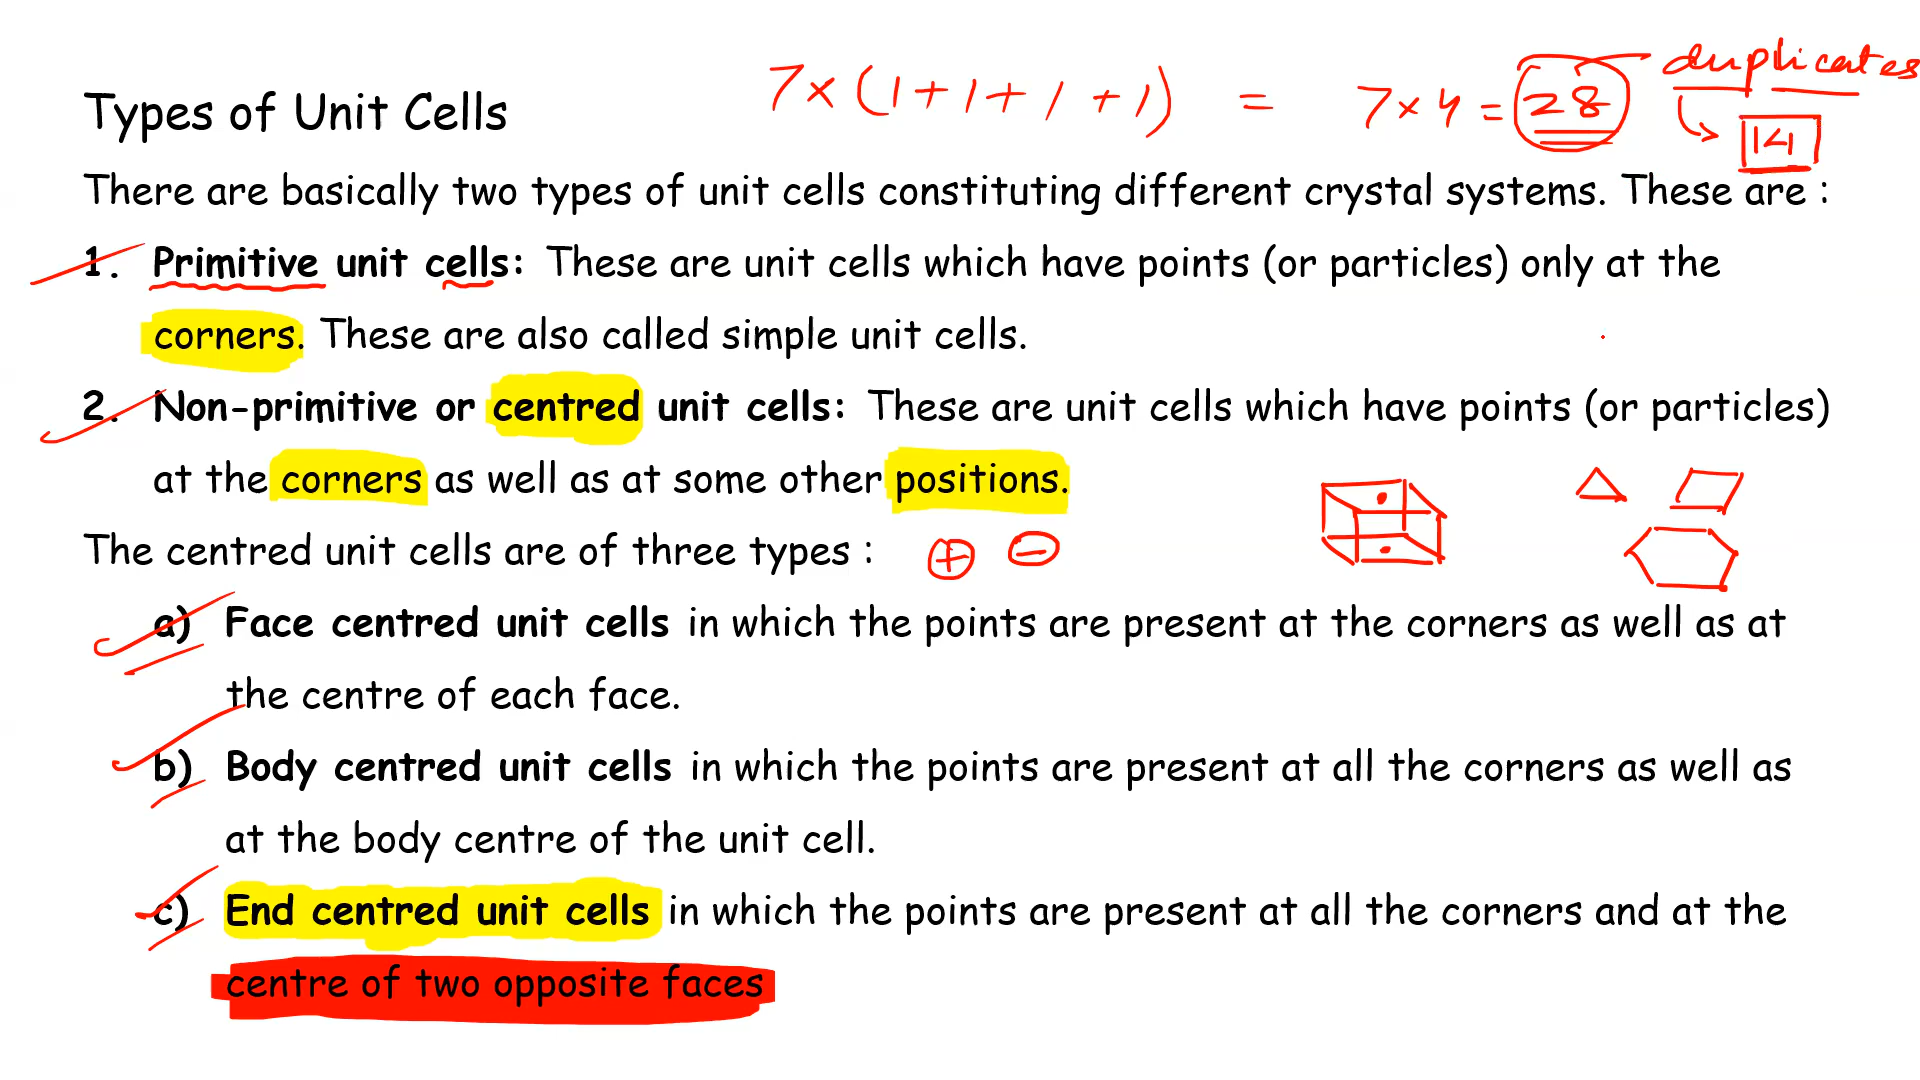 7 × (1 + 1 + 1 + 1) = 7 × 4 = 28 duplicates
14
Types of Unit Cells
There are basically two types of unit cells constituting different crystal systems. These are :
1. Primitive unit cells: These are unit cells which have points (or particles) only at the
corners. These are also called simple unit cells.
2. Non-primitive or centred unit cells: These are unit cells which have points (or particles)
at the corners as well as at some other positions.
The centred unit cells are of three types : + −
a) Face centred unit cells in which the points are present at the corners as well as at
the centre of each face.
b) Body centred unit cells in which the points are present at all the corners as well as
at the body centre of the unit cell.
c) End centred unit cells in which the points are present at all the corners and at the
centre of two opposite faces